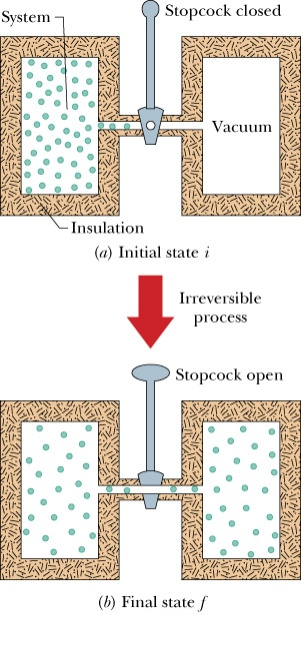 System
Stopcock closed
Vacuum
Insulation
(a) Initial state i
Irreversible
process
Stopcock open
(b) Final state f